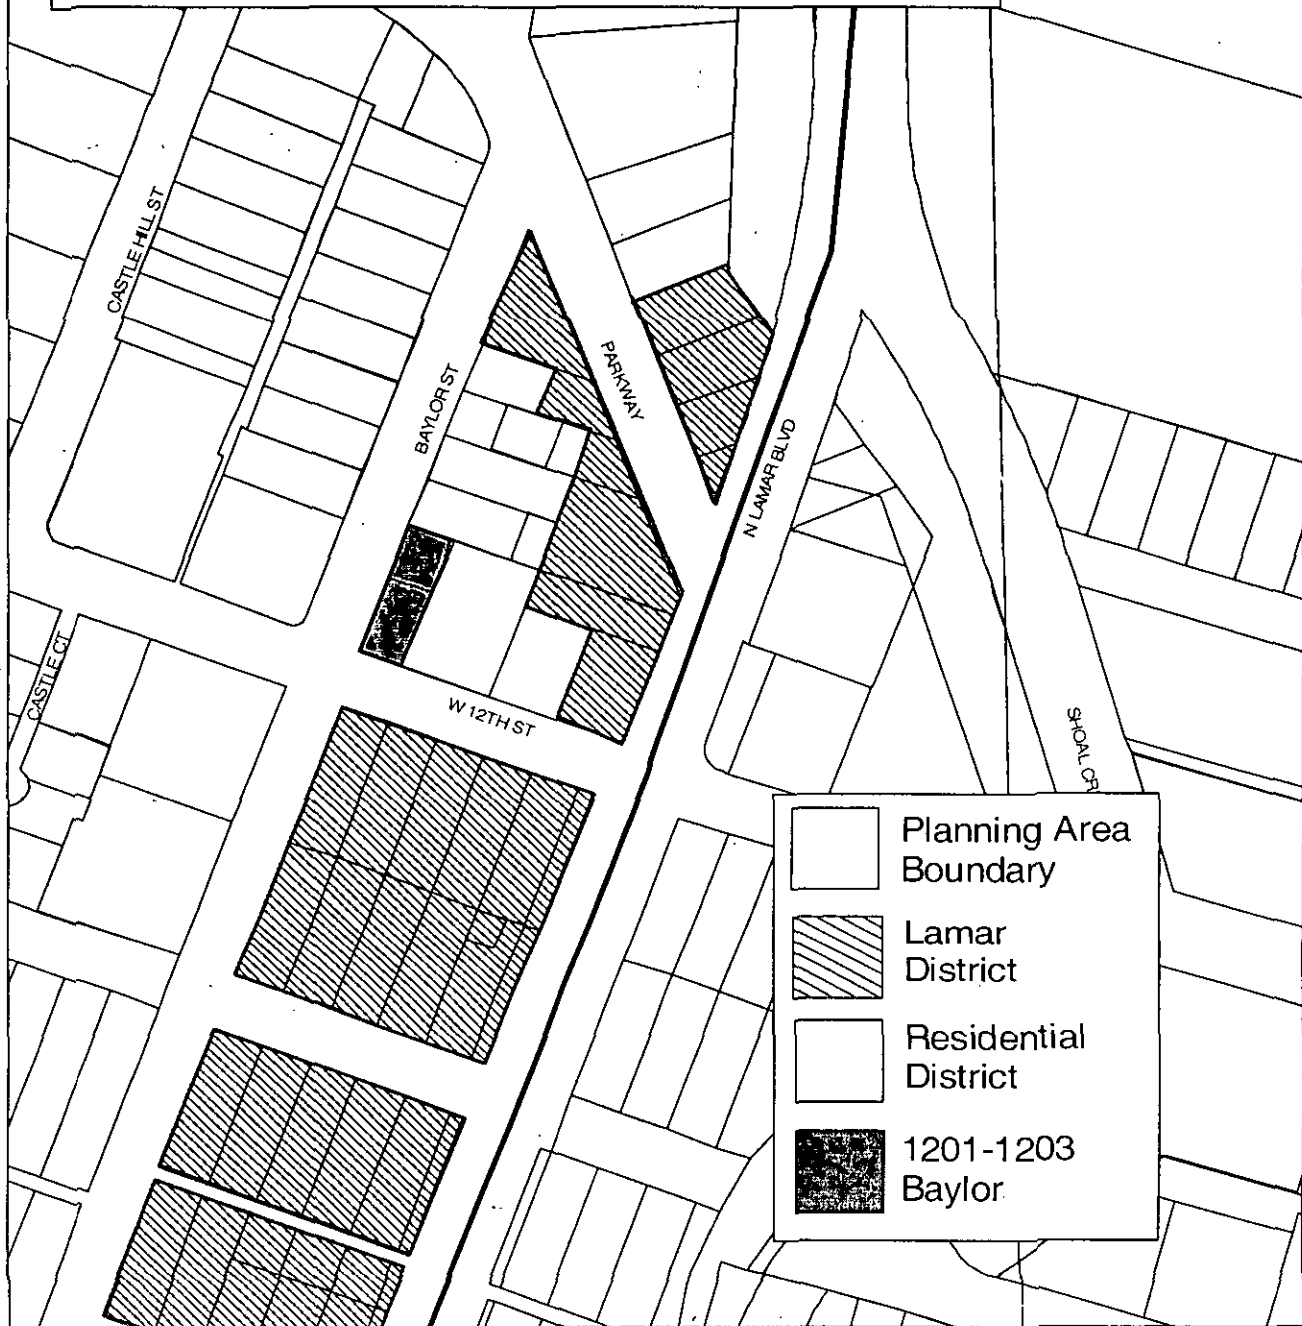 CASTLE HILL ST
PARKWAY
BAYLOR ST
N LAMAR BLVD
CASTLE CT
W 12TH ST
SHOAL CR
Planning Area
Boundary
Lamar
District
Residential
District
1201-1203
Baylor